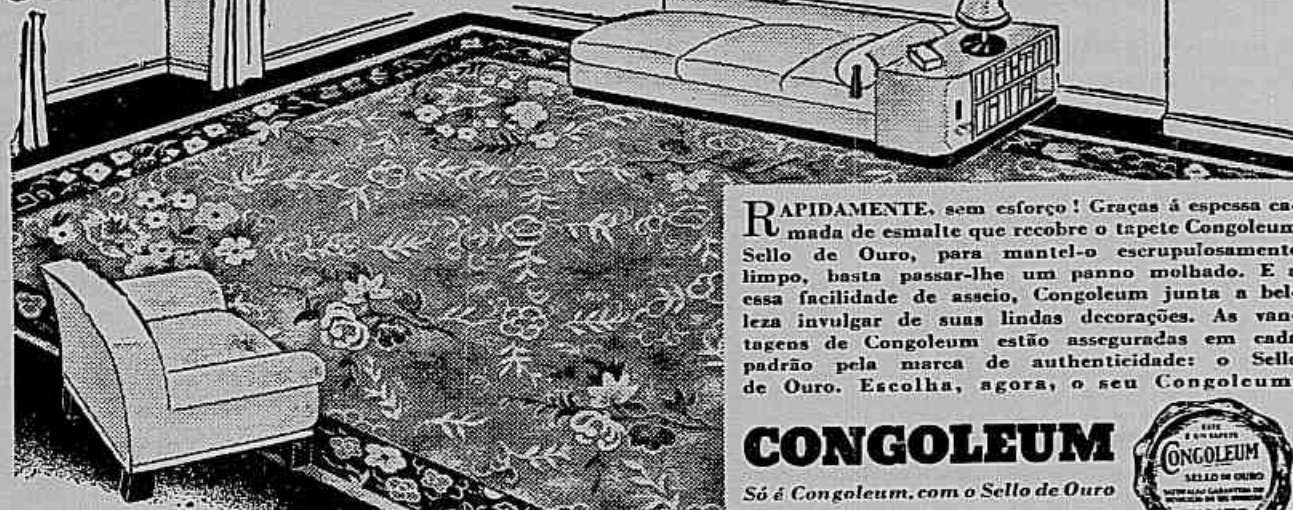 RAPIDAMENTE, sem esforço! Graças á espessa ca-
mada de esmalte que recobre o tapete Congoleum
Sello de Ouro, para mantel-o escrupulosamente
limpo, basta passar-lhe um panno molhado. E a
essa facilidade de asseio, Congoleum junta a bel-
leza invulgar de suas lindas decorações. As van-
tagens de Congoleum estão asseguradas em cada
padrão pela marca de authenticidade: o Sello
de Ouro. Escolha, agora, o seu Congoleum
CONGOLEUM
Só é Congoleum, com o Sello de Ouro
ESTE
É UM TAPETE
CONGOLEUM
SELLO DE OURO